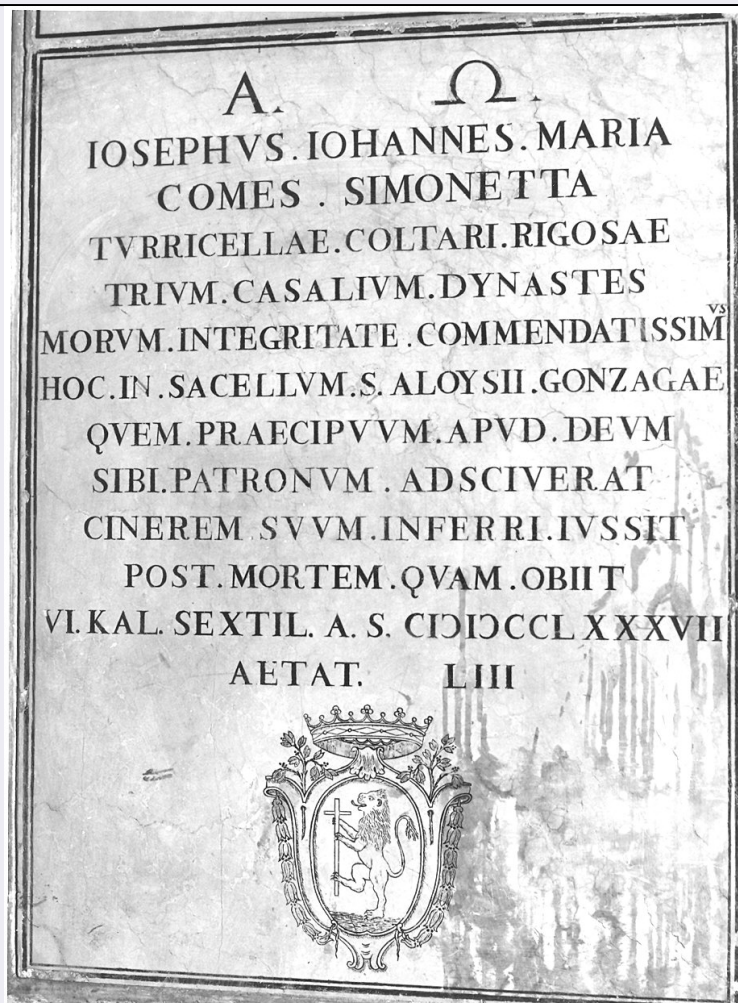 A. Ω.
IOSEPHVS.IOHANNES.MARIA
COMES.SIMONETTA
TVRRICELLAE.COLTARI.RIGOSAE
TRIVM.CASALIVM.DYNASTES
MORVM.INTEGRITATE.COMMENDATISSIMVS
HOC.IN.SACELLVM.S.ALOYSII.GONZAGAE
QVEM.PRAECIPVVM.APVD.DEVM
SIBI.PATRONVM.ADSCIVERAT
CINEREM SVVM.INFERRI.IVSSIT
POST.MORTEM.QVAM.OBIIT
VI.KAL.SEXTIL.A.S.CIƆIƆCCLXXXVII
AETAT. LIII